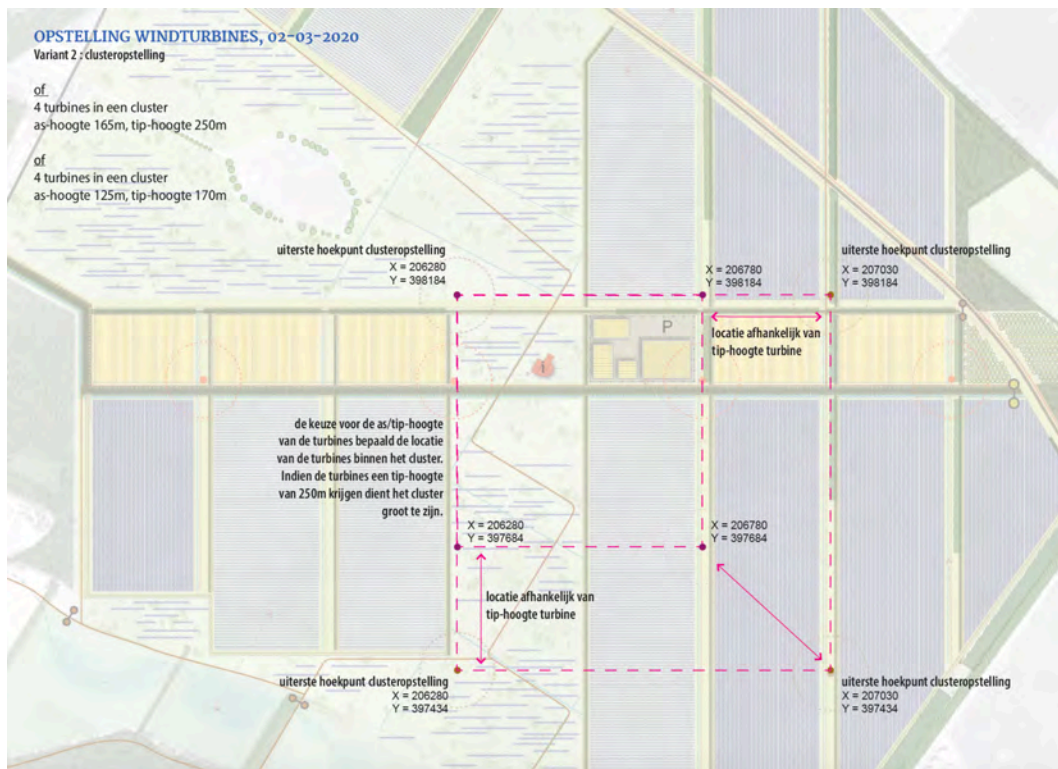 OPSTELLING WINDTURBINES, 02-03-2020
Variant 2 : clusteropstelling
of
4 turbines in een cluster
as-hoogte 165m, tip-hoogte 250m
of
4 turbines in een cluster
as-hoogte 125m, tip-hoogte 170m
uiterste hoekpunt clusteropstelling
X = 206280
Y = 398184
X = 206780
Y = 398184
uiterste hoekpunt clusteropstelling
X = 207030
Y = 398184
P
locatie afhankelijk van
tip-hoogte turbine
de keuze voor de as/tip-hoogte
van de turbines bepaald de locatie
van de turbines binnen het cluster.
Indien de turbines een tip-hoogte
van 250m krijgen dient het cluster
groot te zijn.
X = 206280
Y = 397684
X = 206780
Y = 397684
locatie afhankelijk van
tip-hoogte turbine
uiterste hoekpunt clusteropstelling
X = 206280
Y = 397434
uiterste hoekpunt clusteropstelling
X = 207030
Y = 397434